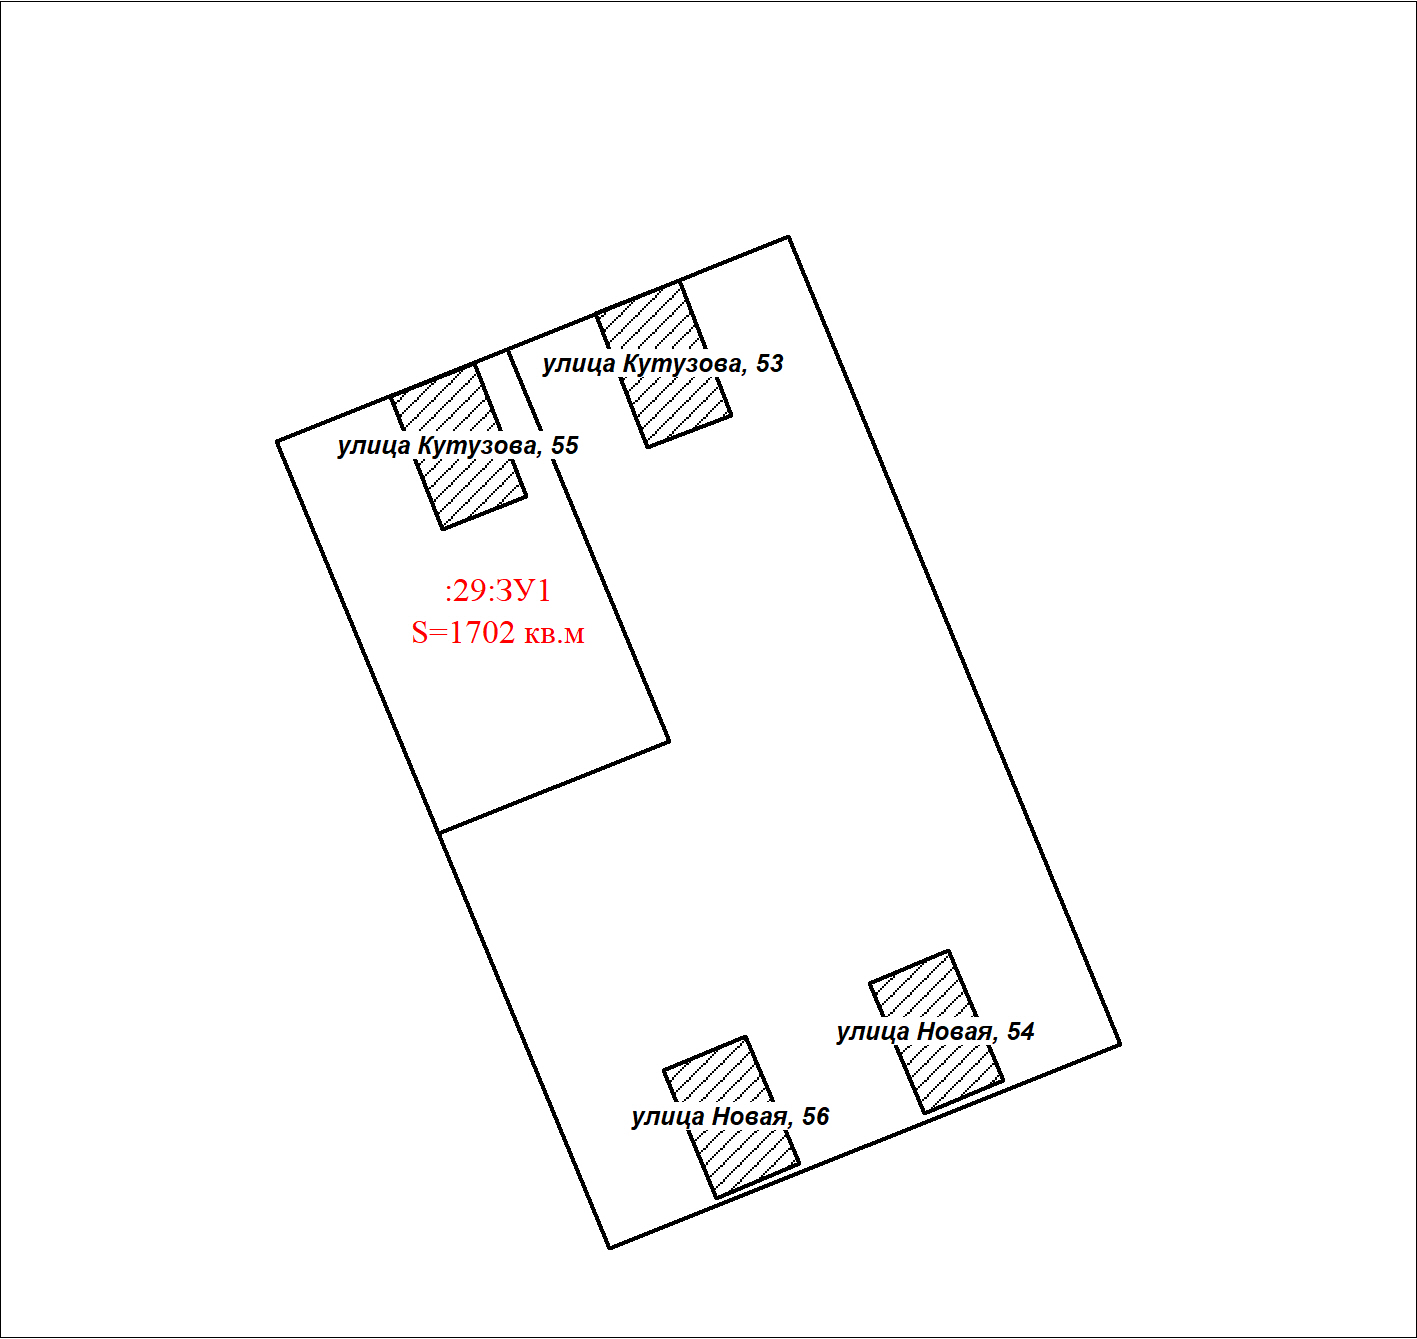 улица Кутузова, 53
улица Кутузова, 55
:29:ЗУ1
S=1702 кв.м
улица Новая, 54
улица Новая, 56